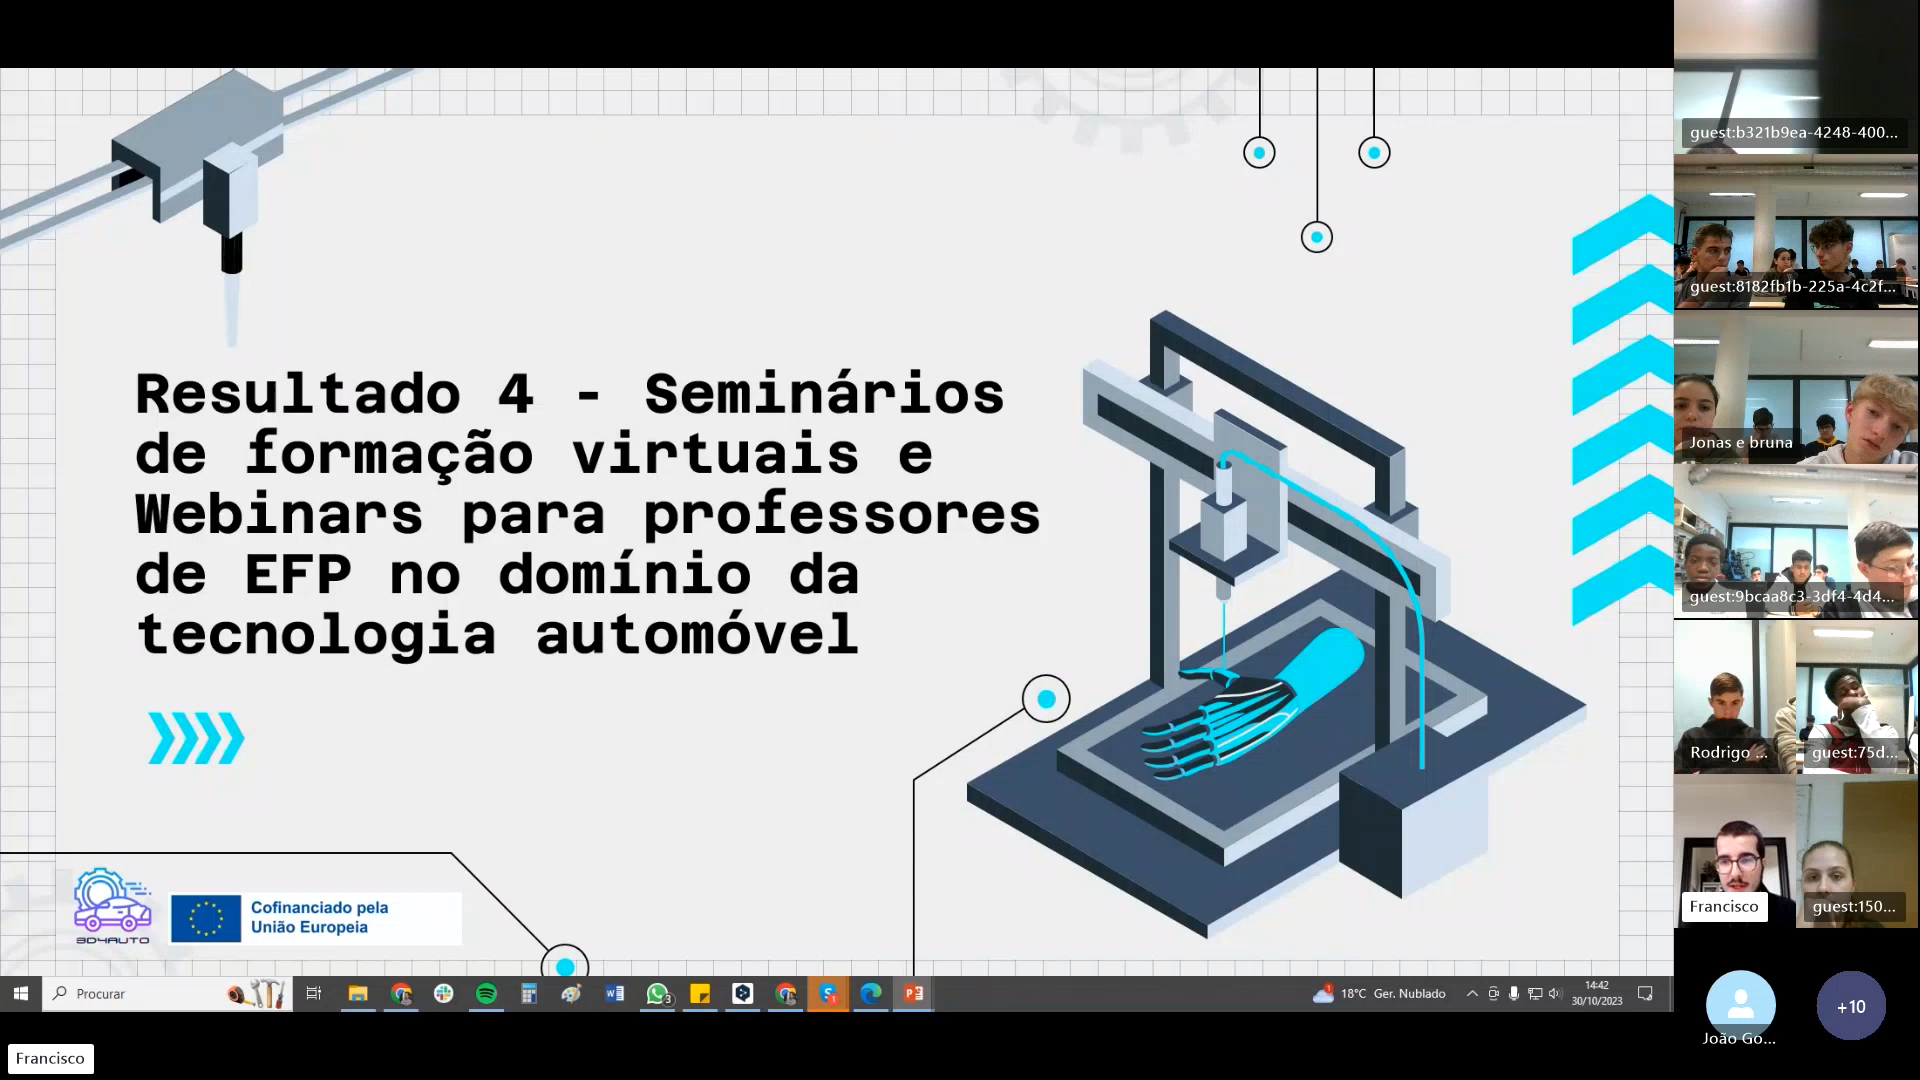 Resultado 4 - Seminários
de formação virtuais e
Webinars para professores
de EFP no domínio da
tecnologia automóvel
3D4AUTO
Cofinanciado pela
União Europeia
Procurar
3
18°C Ger. Nublado
14:42
30/10/2023
Francisco
guest:b321b9ea-4248-400...
guest:8182fb1b-225a-4c2f...
Jonas e bruna
guest:9bcaa8c3-3df4-4d4...
Rodrigo ...
guest:75d...
Francisco
guest:150...
João Go...
+10